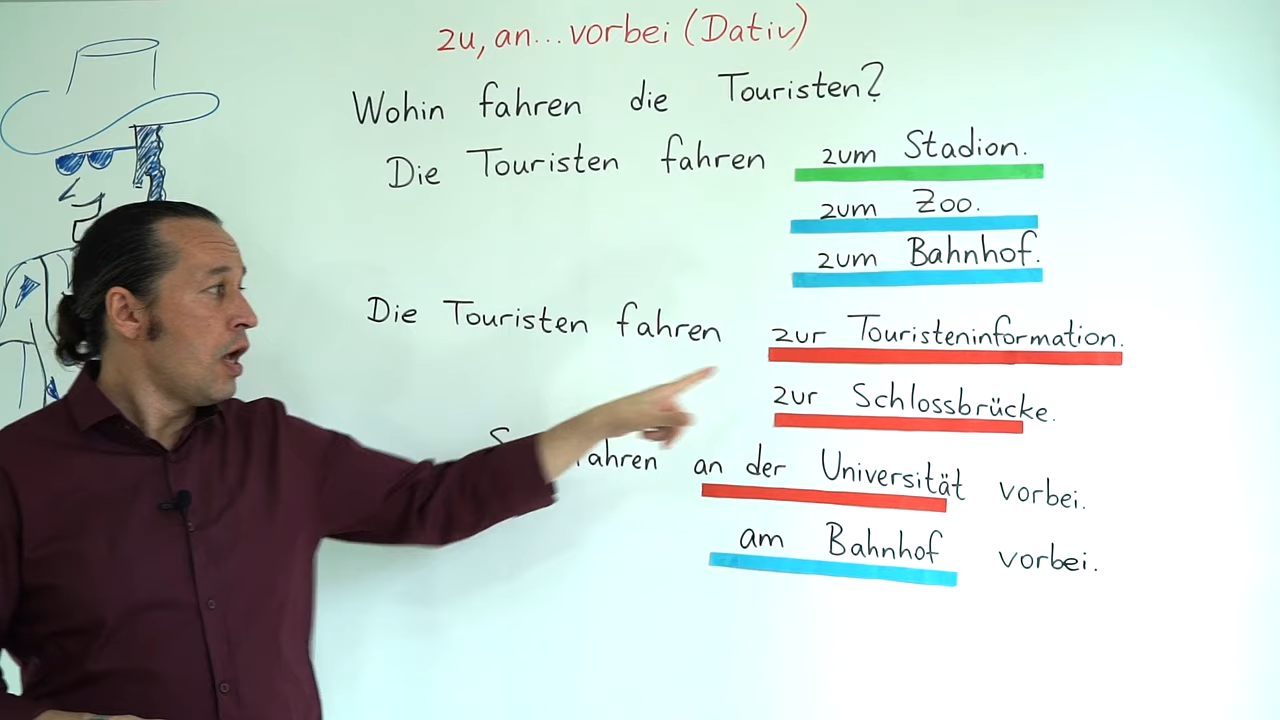 zu, an... vorbei (Dativ)
Wohin fahren die Touristen?
Die Touristen fahren zum Stadion.
zum Zoo.
zum Bahnhof.
Die Touristen fahren zur Touristeninformation.
zur Schlossbrücke.
an der Universität vorbei.
am Bahnhof vorbei.